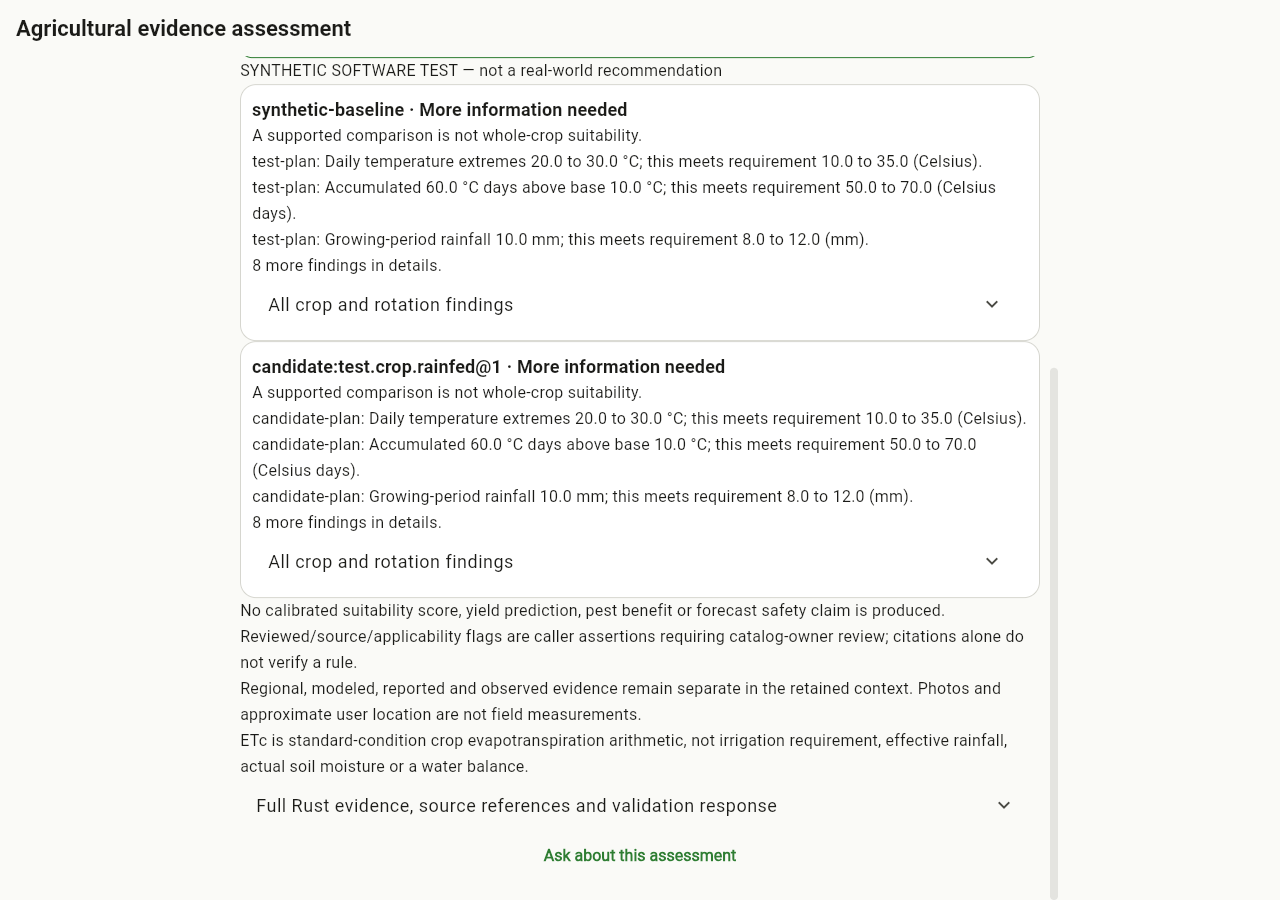 Agricultural evidence assessment
SYNTHETIC SOFTWARE TEST — not a real-world recommendation
synthetic-baseline · More information needed
A supported comparison is not whole-crop suitability.
test-plan: Daily temperature extremes 20.0 to 30.0 °C; this meets requirement 10.0 to 35.0 (Celsius).
test-plan: Accumulated 60.0 °C days above base 10.0 °C; this meets requirement 50.0 to 70.0 (Celsius
days).
test-plan: Growing-period rainfall 10.0 mm; this meets requirement 8.0 to 12.0 (mm).
8 more findings in details.
All crop and rotation findings
candidate:test.crop.rainfed@1 · More information needed
A supported comparison is not whole-crop suitability.
candidate-plan: Daily temperature extremes 20.0 to 30.0 °C; this meets requirement 10.0 to 35.0 (Celsius).
candidate-plan: Accumulated 60.0 °C days above base 10.0 °C; this meets requirement 50.0 to 70.0
(Celsius days).
candidate-plan: Growing-period rainfall 10.0 mm; this meets requirement 8.0 to 12.0 (mm).
8 more findings in details.
All crop and rotation findings
No calibrated suitability score, yield prediction, pest benefit or forecast safety claim is produced.
Reviewed/source/applicability flags are caller assertions requiring catalog-owner review; citations alone do
not verify a rule.
Regional, modeled, reported and observed evidence remain separate in the retained context. Photos and
approximate user location are not field measurements.
ETc is standard-condition crop evapotranspiration arithmetic, not irrigation requirement, effective rainfall,
actual soil moisture or a water balance.
Full Rust evidence, source references and validation response
Ask about this assessment